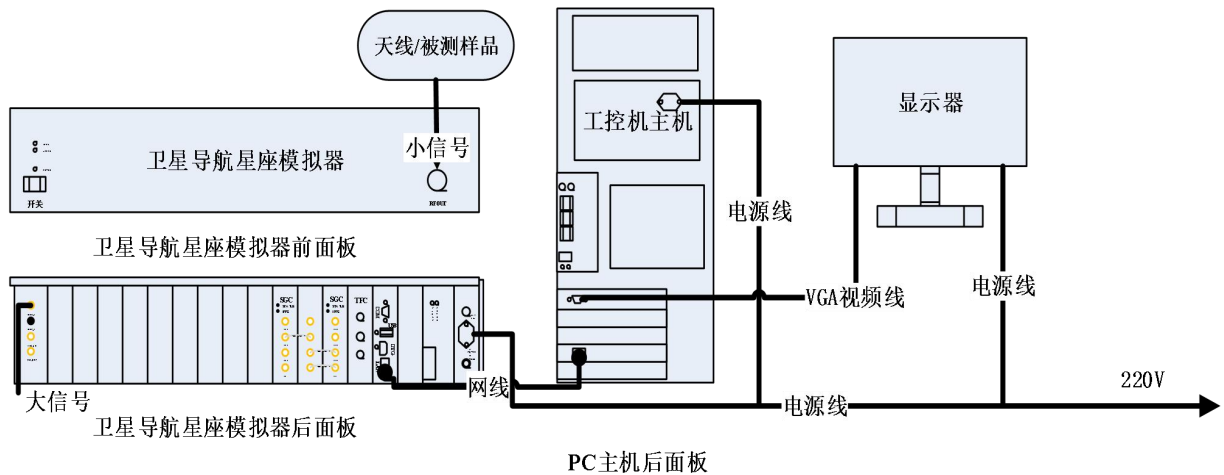 天线/被测样品
小信号
卫星导航星座模拟器
开关
RFOUT
卫星导航星座模拟器前面板
工控机主机
显示器
电源线
VGA视频线
电源线
SGC
SGC
TFC
大信号
网线
电源线
220V
卫星导航星座模拟器后面板
PC主机后面板